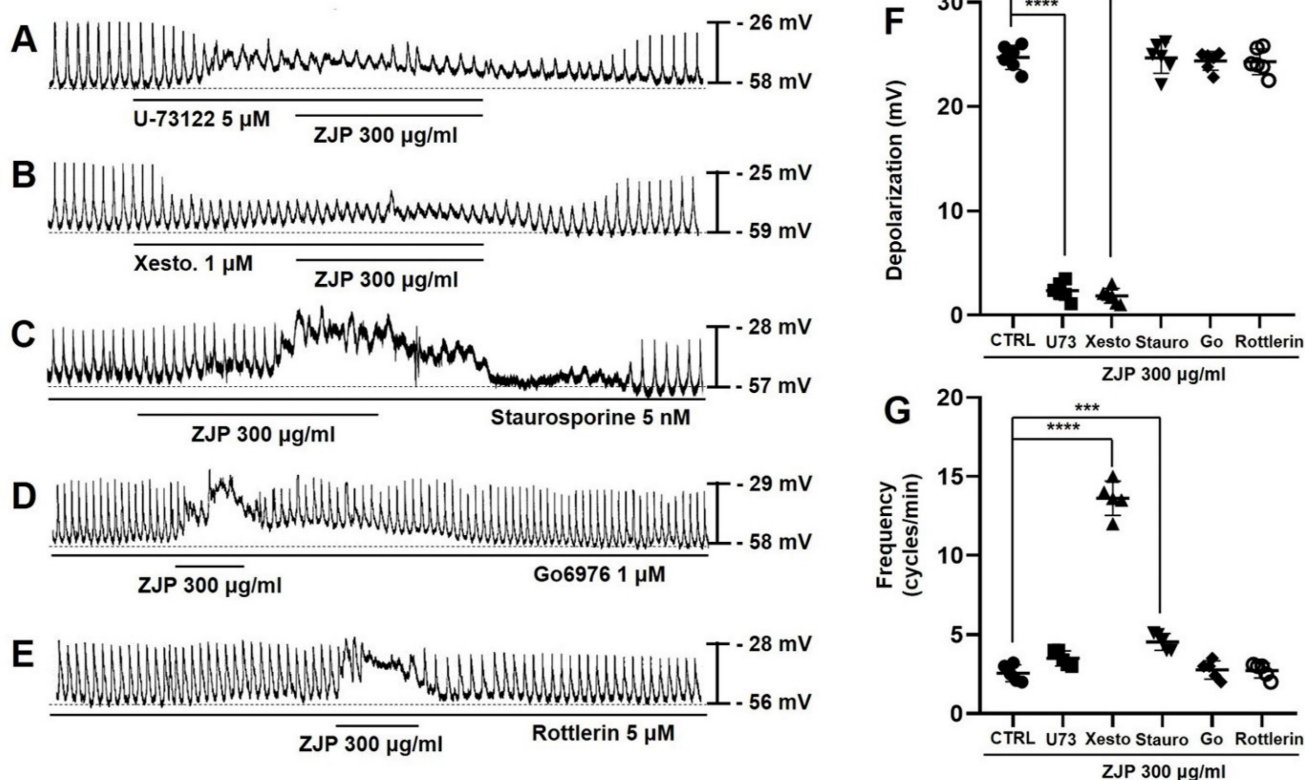 A
- 26 mV
- 58 mV
U-73122 5 µM
ZJP 300 µg/ml
B
- 25 mV
- 59 mV
Xesto. 1 µM
ZJP 300 µg/ml
C
- 28 mV
- 57 mV
Staurosporine 5 nM
ZJP 300 µg/ml
D
- 29 mV
- 58 mV
Go6976 1 µM
ZJP 300 µg/ml
E
- 28 mV
- 56 mV
Rottlerin 5 µM
ZJP 300 µg/ml
F
****
30
20
10
0
Depolarization (mV)
CTRL U73 Xesto Stauro Go Rottlerin
ZJP 300 µg/ml
G
***
****
20
15
10
5
0
Frequency
(cycles/min)
CTRL U73 Xesto Stauro Go Rottlerin
ZJP 300 µg/ml